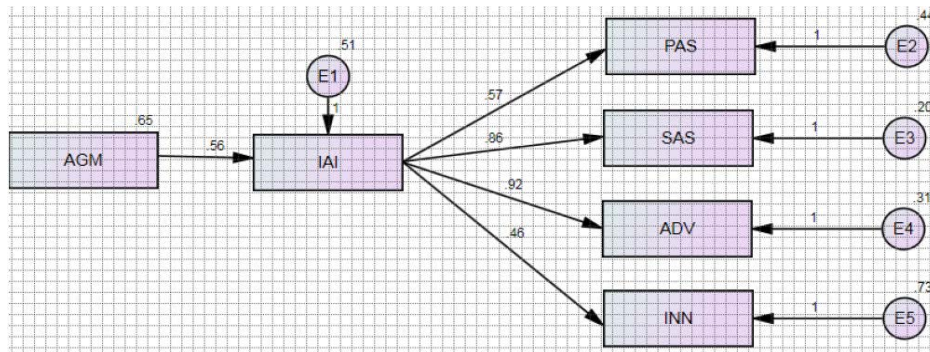 .44
.51
PAS
1
E2
E1
.57
.20
.65
1
.86
SAS
1
E3
AGM
.56
IAI
.92
.31
ADV
1
E4
.46
.73
INN
1
E5